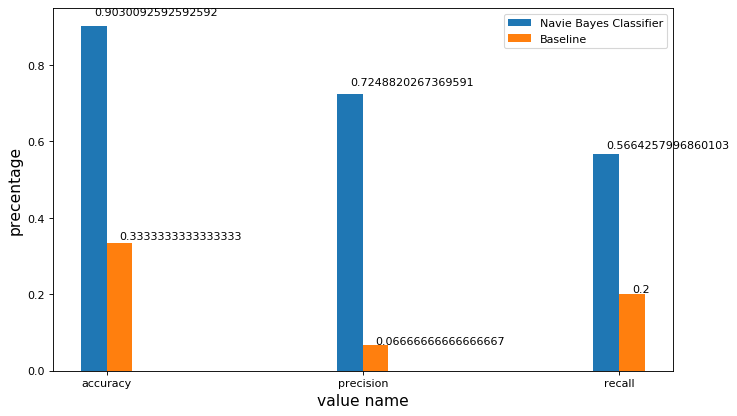 0.9030092592592592
Navie Bayes Classifier
Baseline
0.8
0.7248820267369591
0.6
0.5664257996860103
precentage
0.4
0.3333333333333333
0.2
0.2
0.06666666666666667
0.0
accuracy
precision
recall
value name